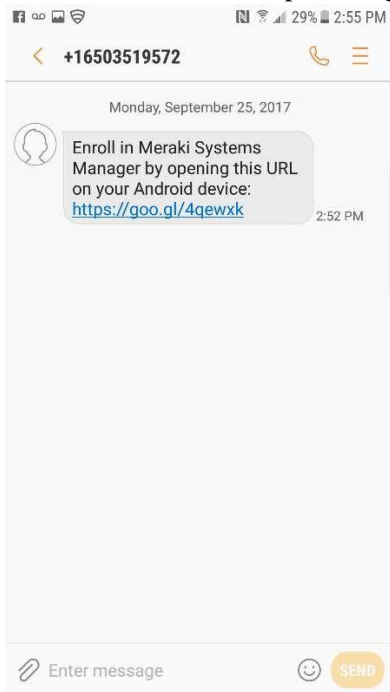 29% 2:55 PM
+16503519572
Monday, September 25, 2017
Enroll in Meraki Systems
Manager by opening this URL
on your Android device:
https://goo.gl/4qewxk
2:52 PM
Enter message
SEND